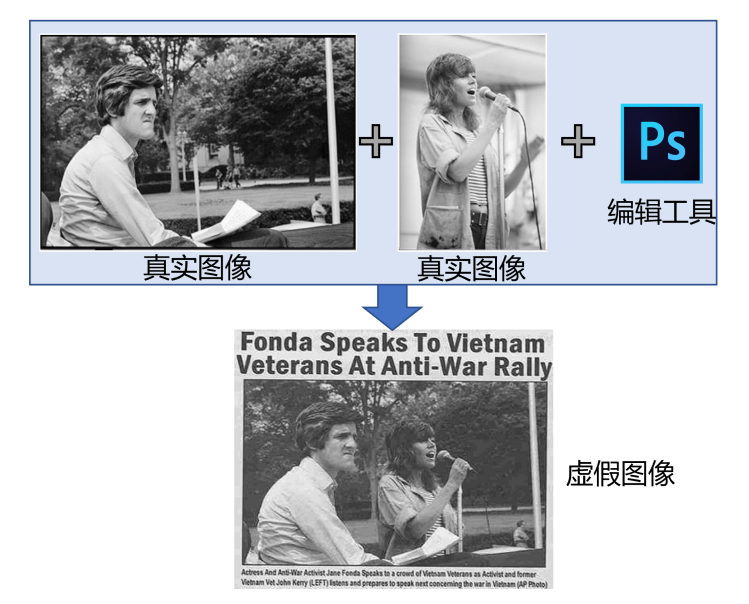 真实图像
真实图像
Ps
编辑工具
Fonda Speaks To Vietnam
Veterans At Anti-War Rally
虚假图像
Actress And Anti-War Activist Jane Fonda Speaks to a crowd of Vietnam Veterans as Activist and former
Vietnam Vet John Kerry (LEFT) listens and prepares to speak next concerning the war in Vietnam (AP Photo)